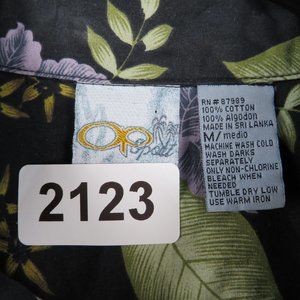 Op
RN# 87989
100% COTTON
100% Algodon
MADE IN SRI LANKA
M/ medio
MACHINE WASH COLD
WASH DARKS
SEPARATELY
ONLY NON-CHLORINE
BLEACH WHEN
NEEDED
TUMBLE DRY LOW
USE WARM IRON
2123